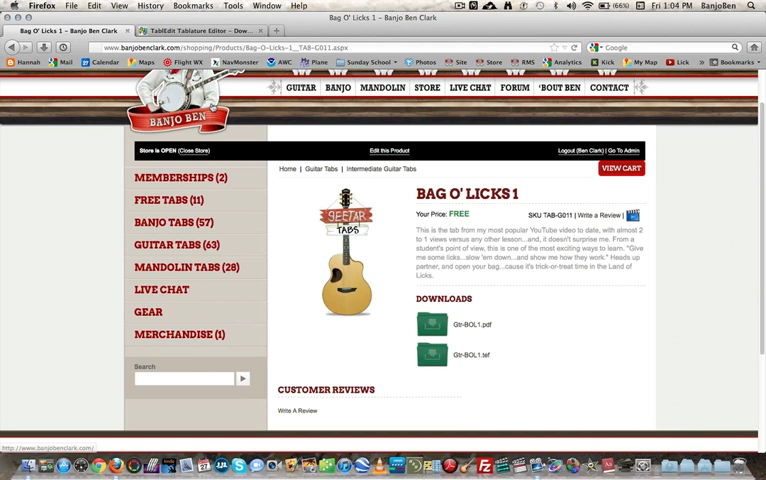 Firefox File Edit View History Bookmarks Tools Window Help (66%) Fri 1:04 PM BanjoBen
Bag O' Licks 1 – Banjo Ben Clark
Bag O' Licks 1 – Banjo Ben Clark TablEdit Tablature Editor – Dow...
www.banjobenclark.com/shopping/Products/Bag-O-Licks-1__TAB-G011.aspx Google
Hannah Mail Calendar Maps Flight WX NavMonster AWC Plane Sunday School Photos Site Store RGB Analytics Kick My Map Lick Bookmarks
GUITAR BANJO MANDOLIN STORE LIVE CHAT FORUM 'BOUT BEN CONTACT
BANJO BEN
Store is OPEN (Close Store) Edit this Product Logout (Ben Clark) | Go To Admin
Home | Guitar Tabs | Intermediate Guitar Tabs VIEW CART
MEMBERSHIPS (2)
FREE TABS (11)
BANJO TABS (57)
GUITAR TABS (63)
MANDOLIN TABS (28)
LIVE CHAT
GEAR
MERCHANDISE (1)
Search
GEETAR
TABS
BAG O' LICKS 1
Your Price: FREE SKU TAB-G011 | Write a Review |
This is the tab from my most popular YouTube video to date, with almost 2
to 1 views versus any other lesson...and, it doesn't surprise me. From a
student's point of view, this is one of the most exciting ways to learn. "Give
me some licks...slow 'em down...and show me how they work." Heads up
partner, and open your bag...cause it's trick-or-treat time in the Land of
Licks.
DOWNLOADS
Gtr-BOL1.pdf
Gtr-BOL1.tef
CUSTOMER REVIEWS
Write A Review
http://www.banjobenclark.com/